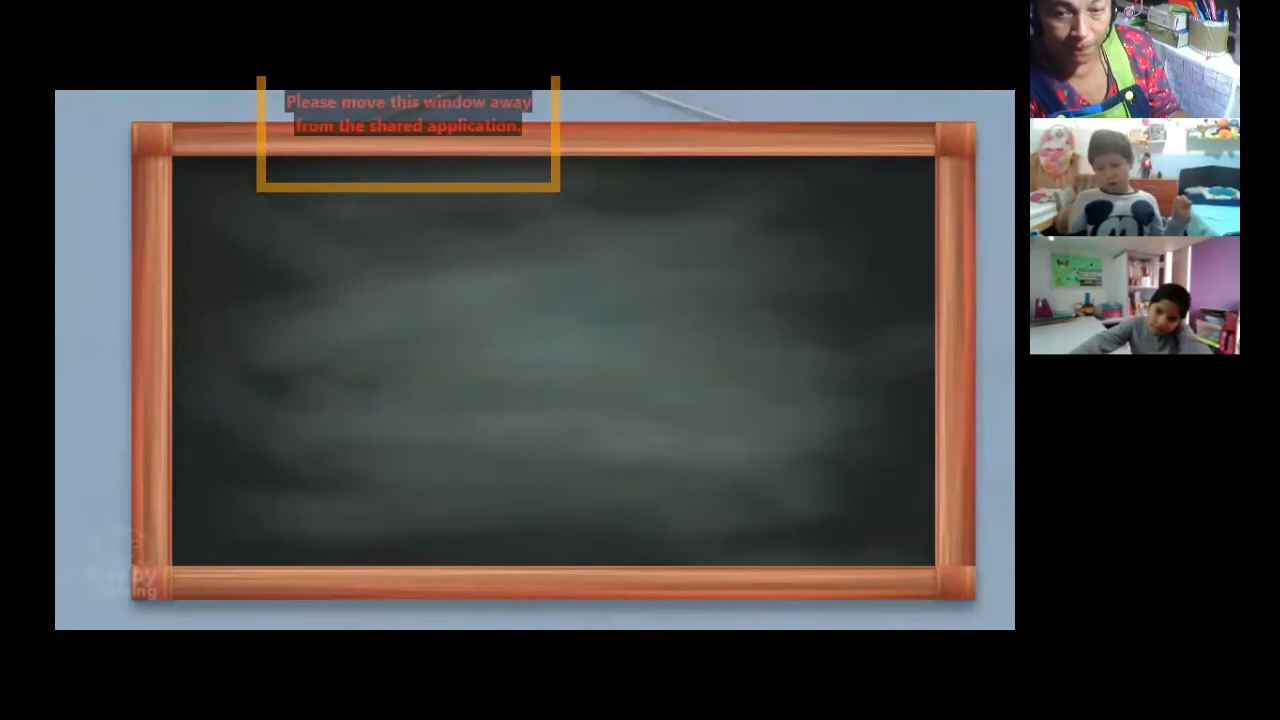 Please move this window away
from the shared application.